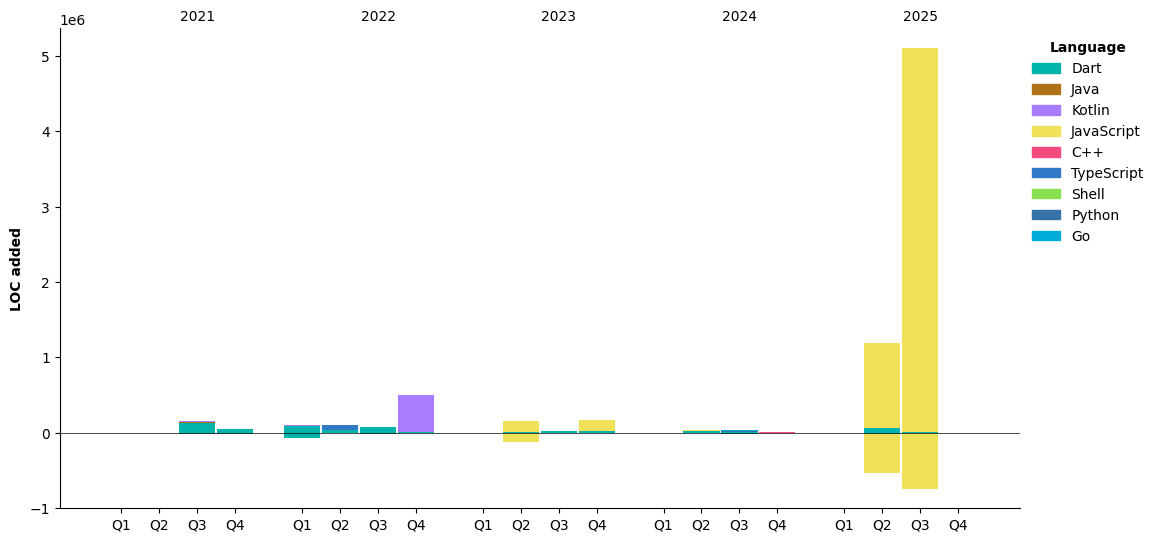 2021 2022 2023 2024 2025
1e6
5
4
3
2
1
0
−1
LOC added
Q1 Q2 Q3 Q4 Q1 Q2 Q3 Q4 Q1 Q2 Q3 Q4 Q1 Q2 Q3 Q4 Q1 Q2 Q3 Q4
Language
Dart
Java
Kotlin
JavaScript
C++
TypeScript
Shell
Python
Go